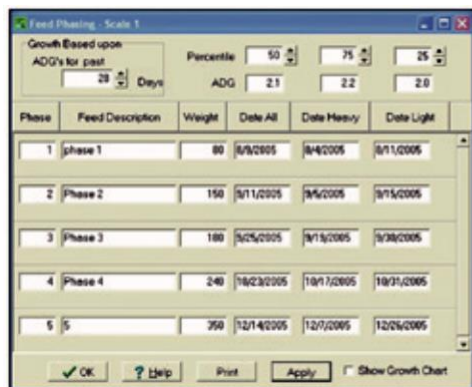 Feed Phasing - Scale 1
Growth Based upon
ADG's for past
28 Days
Percentile 50 75 25
ADG 2.1 2.2 2.0
Phase Feed Description Weight Date All Date Heavy Date Light
1 phase 1 80 8/9/2005 8/4/2005 8/11/2005
2 Phase 2 150 9/11/2005 9/5/2005 9/15/2005
3 Phase 3 180 9/25/2005 9/19/2005 9/30/2005
4 Phase 4 240 10/23/2005 10/17/2005 10/31/2005
5 5 350 12/14/2005 12/7/2005 12/26/2005
OK ? Help Print Apply Show Growth Chart